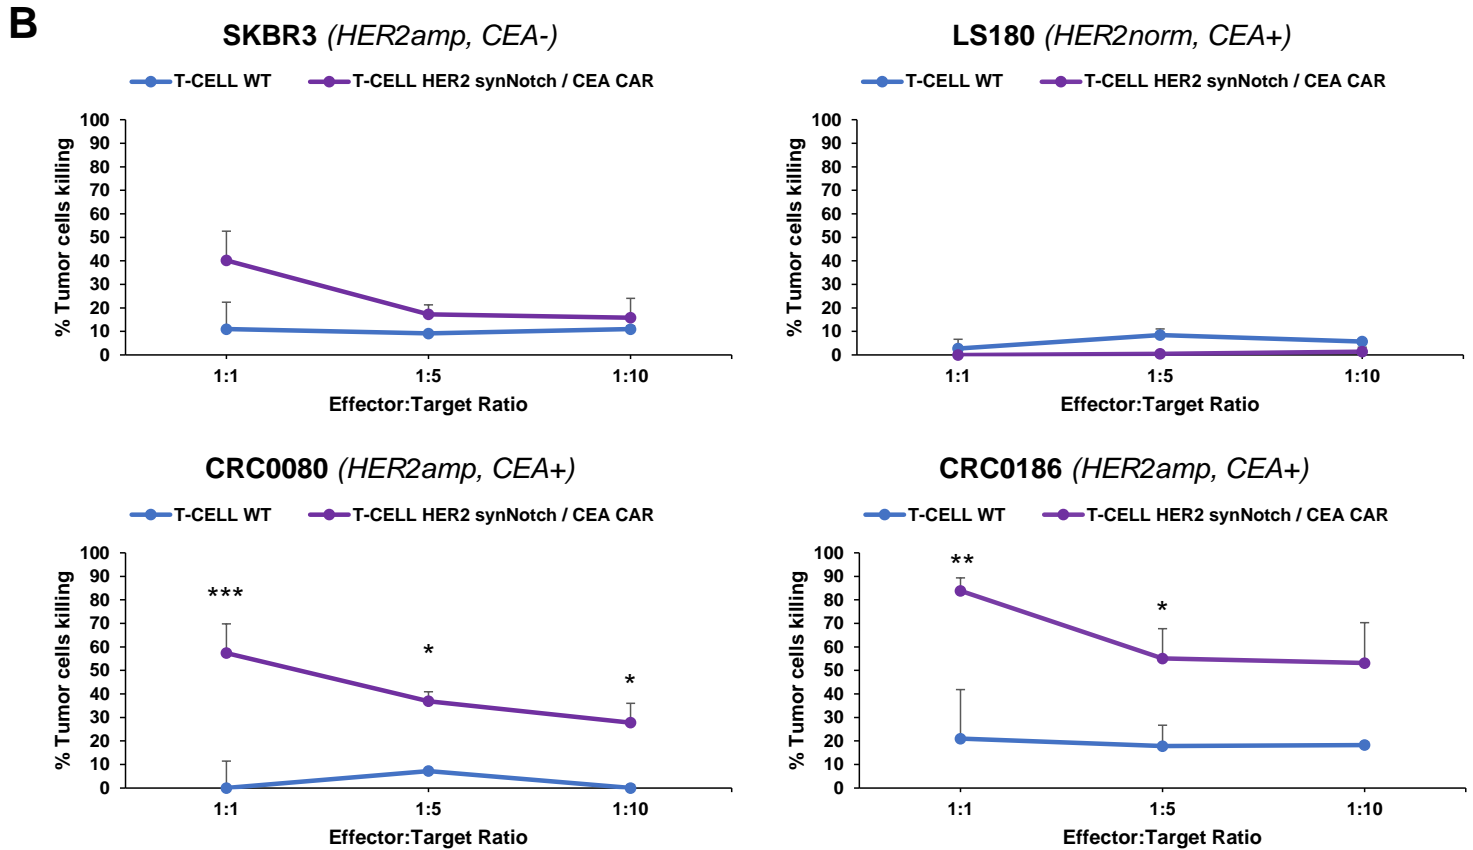 B
SKBR3 (HER2amp, CEA-)
T-CELL WT T-CELL HER2 synNotch / CEA CAR
% Tumor cells killing
100
90
80
70
60
50
40
30
20
10
0
1:1 1:5 1:10
Effector:Target Ratio
LS180 (HER2norm, CEA+)
T-CELL WT T-CELL HER2 synNotch / CEA CAR
% Tumor cells killing
100
90
80
70
60
50
40
30
20
10
0
1:1 1:5 1:10
Effector:Target Ratio
CRC0080 (HER2amp, CEA+)
T-CELL WT T-CELL HER2 synNotch / CEA CAR
% Tumor cells killing
100
90
80
70
60
50
40
30
20
10
0
***
*
*
1:1 1:5 1:10
Effector:Target Ratio
CRC0186 (HER2amp, CEA+)
T-CELL WT T-CELL HER2 synNotch / CEA CAR
% Tumor cells killing
100
90
80
70
60
50
40
30
20
10
0
**
*
1:1 1:5 1:10
Effector:Target Ratio